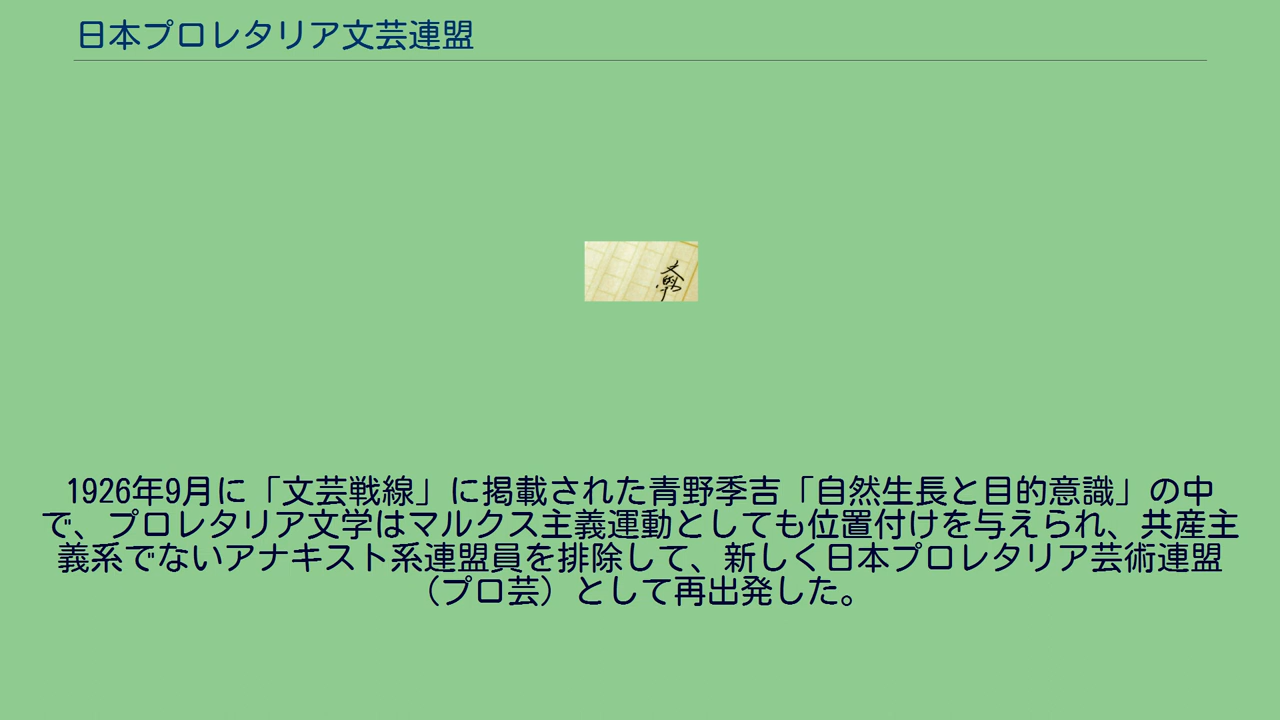 日本プロレタリア文芸連盟
1926年9月に「文芸戦線」に掲載された青野季吉「自然生長と目的意識」の中
で、プロレタリア文学はマルクス主義運動としても位置付けを与えられ、共産主
義系でないアナキスト系連盟員を排除して、新しく日本プロレタリア芸術連盟
（プロ芸）として再出発した。